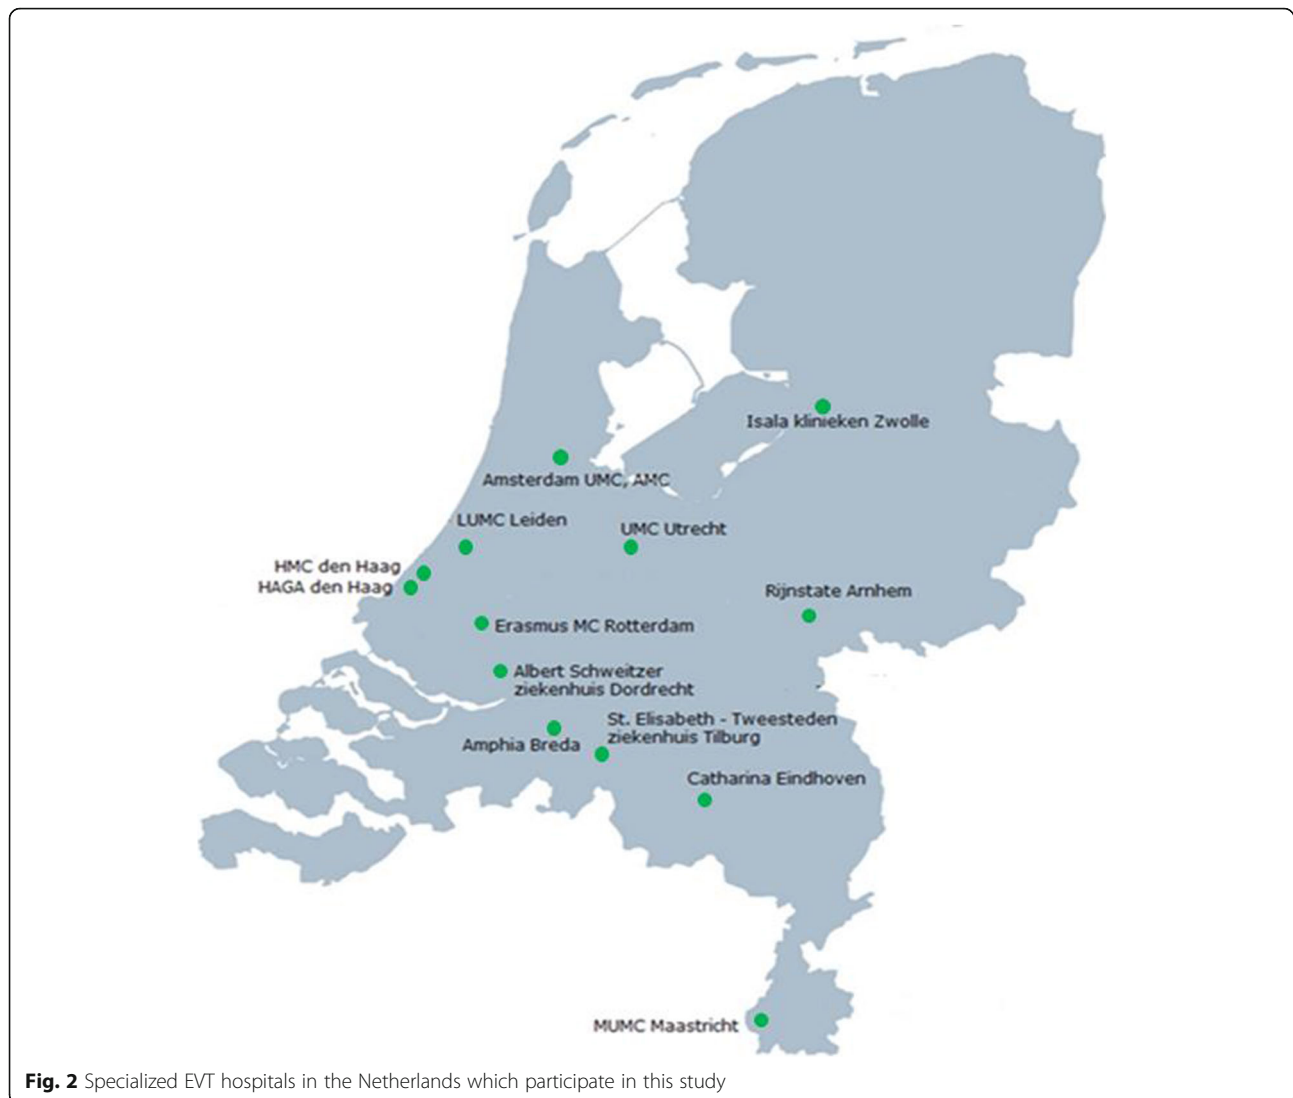 Isala klinieken Zwolle
Amsterdam UMC, AMC
LUMC Leiden
UMC Utrecht
HMC den Haag
HAGA den Haag
Rijnstate Arnhem
Erasmus MC Rotterdam
Albert Schweitzer
ziekenhuis Dordrecht
St. Elisabeth - Tweesteden
ziekenhuis Tilburg
Amphia Breda
Catharina Eindhoven
MUMC Maastricht
Fig. 2 Specialized EVT hospitals in the Netherlands which participate in this study